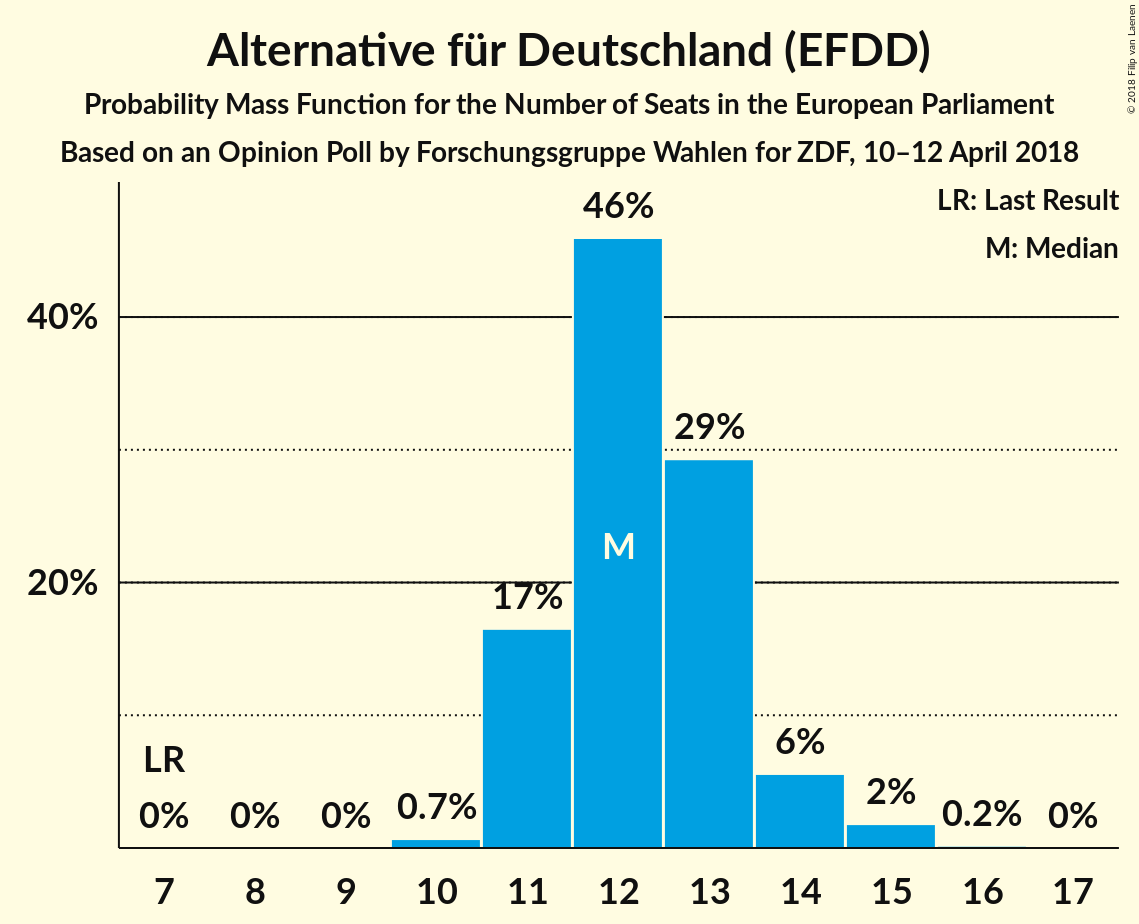 Alternative für Deutschland (EFDD)
Probability Mass Function for the Number of Seats in the European Parliament
Based on an Opinion Poll by Forschungsgruppe Wahlen for ZDF, 10–12 April 2018
© 2018 Filip van Laenen
LR: Last Result
M: Median
46%
40%
29%
M
20%
17%
6%
LR
2%
0% 0% 0% 0.7% 0.2% 0%
7 8 9 10 11 12 13 14 15 16 17